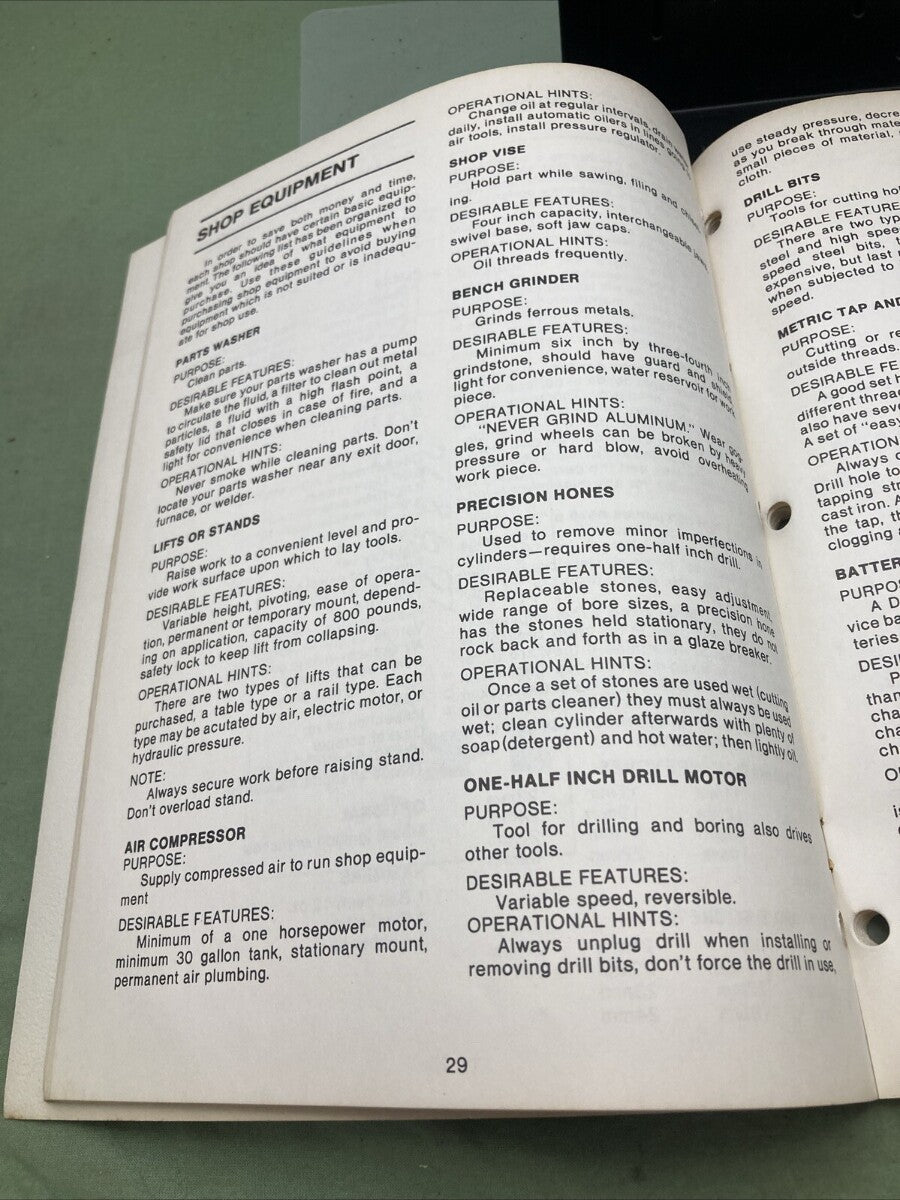 SHOP EQUIPMENT
In order to save both money and time,
each shop should have certain basic equip-
ment. The following list has been organized to
give you an idea of what equipment to
purchase. Use these guidelines when
purchasing shop equipment to avoid buying
equipment which is not suited or is inadequ-
ate for shop use.
PARTS WASHER
PURPOSE:
Clean parts.
DESIRABLE FEATURES:
Make sure your parts washer has a pump
to circulate the fluid, a filter to clean out metal
particles, a fluid with a high flash point, a
safety lid that closes in case of fire, and a
light for convenience when cleaning parts.
OPERATIONAL HINTS:
Never smoke while cleaning parts. Don't
locate your parts washer near any exit door,
furnace, or welder.
LIFTS OR STANDS
PURPOSE:
Raise work to a convenient level and pro-
vide work surface upon which to lay tools.
DESIRABLE FEATURES:
Variable height, pivoting, ease of opera-
tion, permanent or temporary mount, depend-
ing on application, capacity of 800 pounds,
safety lock to keep lift from collapsing.
OPERATIONAL HINTS:
There are two types of lifts that can be
purchased, a table type or a rail type. Each
type may be acutated by air, electric motor, or
hydraulic pressure.
NOTE:
Always secure work before raising stand.
Don't overload stand.
AIR COMPRESSOR
PURPOSE:
Supply compressed air to run shop equip-
ment
DESIRABLE FEATURES:
Minimum of a one horsepower motor,
minimum 30 gallon tank, stationary mount,
permanent air plumbing.
OPERATIONAL HINTS:
Change oil at regular intervals, drain
daily, install automatic oilers in lines
air tools, install pressure regulator.
SHOP VISE
PURPOSE:
Hold part while sawing, filing and
ing.
DESIRABLE FEATURES:
Four inch capacity, interchangeable
swivel base, soft jaw caps.
OPERATIONAL HINTS:
Oil threads frequently.
BENCH GRINDER
PURPOSE:
Grinds ferrous metals.
DESIRABLE FEATURES:
Minimum six inch by three-fourth inch
grindstone, should have guard and shield,
light for convenience, water reservoir for work
piece.
OPERATIONAL HINTS:
"NEVER GRIND ALUMINUM." Wear gog-
gles, grind wheels can be broken by heavy
pressure or hard blow, avoid overheating
work piece.
PRECISION HONES
PURPOSE:
Used to remove minor imperfections in
cylinders—requires one-half inch drill.
DESIRABLE FEATURES:
Replaceable stones, easy adjustment,
wide range of bore sizes, a precision hone
has the stones held stationary, they do not
rock back and forth as in a glaze breaker.
OPERATIONAL HINTS:
Once a set of stones are used wet (cutting
oil or parts cleaner) they must always be used
wet; clean cylinder afterwards with plenty of
soap (detergent) and hot water; then lightly oil.
ONE-HALF INCH DRILL MOTOR
PURPOSE:
Tool for drilling and boring also drives
other tools.
DESIRABLE FEATURES:
Variable speed, reversible.
OPERATIONAL HINTS:
Always unplug drill when installing or
removing drill bits, don't force the drill in use,
29
use steady pressure, decre
as you break through mate
small pieces of material,
cloth.
DRILL BITS
PURPOSE:
Tools for cutting hol
DESIRABLE FEATURE
There are two typ
steel and high spee
speed steel bits, t
expensive, but last
when subjected to
speed.
METRIC TAP AND
PURPOSE:
Cutting or re
outside threads.
DESIRABLE FE
A good set h
different threa
also have seve
A set of "easy
OPERATION
Always o
Drill hole to
tapping str
cast iron. A
the tap, th
clogging
BATTER
PURPO
A D
vice ba
teries
DESI
P
than
cha
cha
ch
O